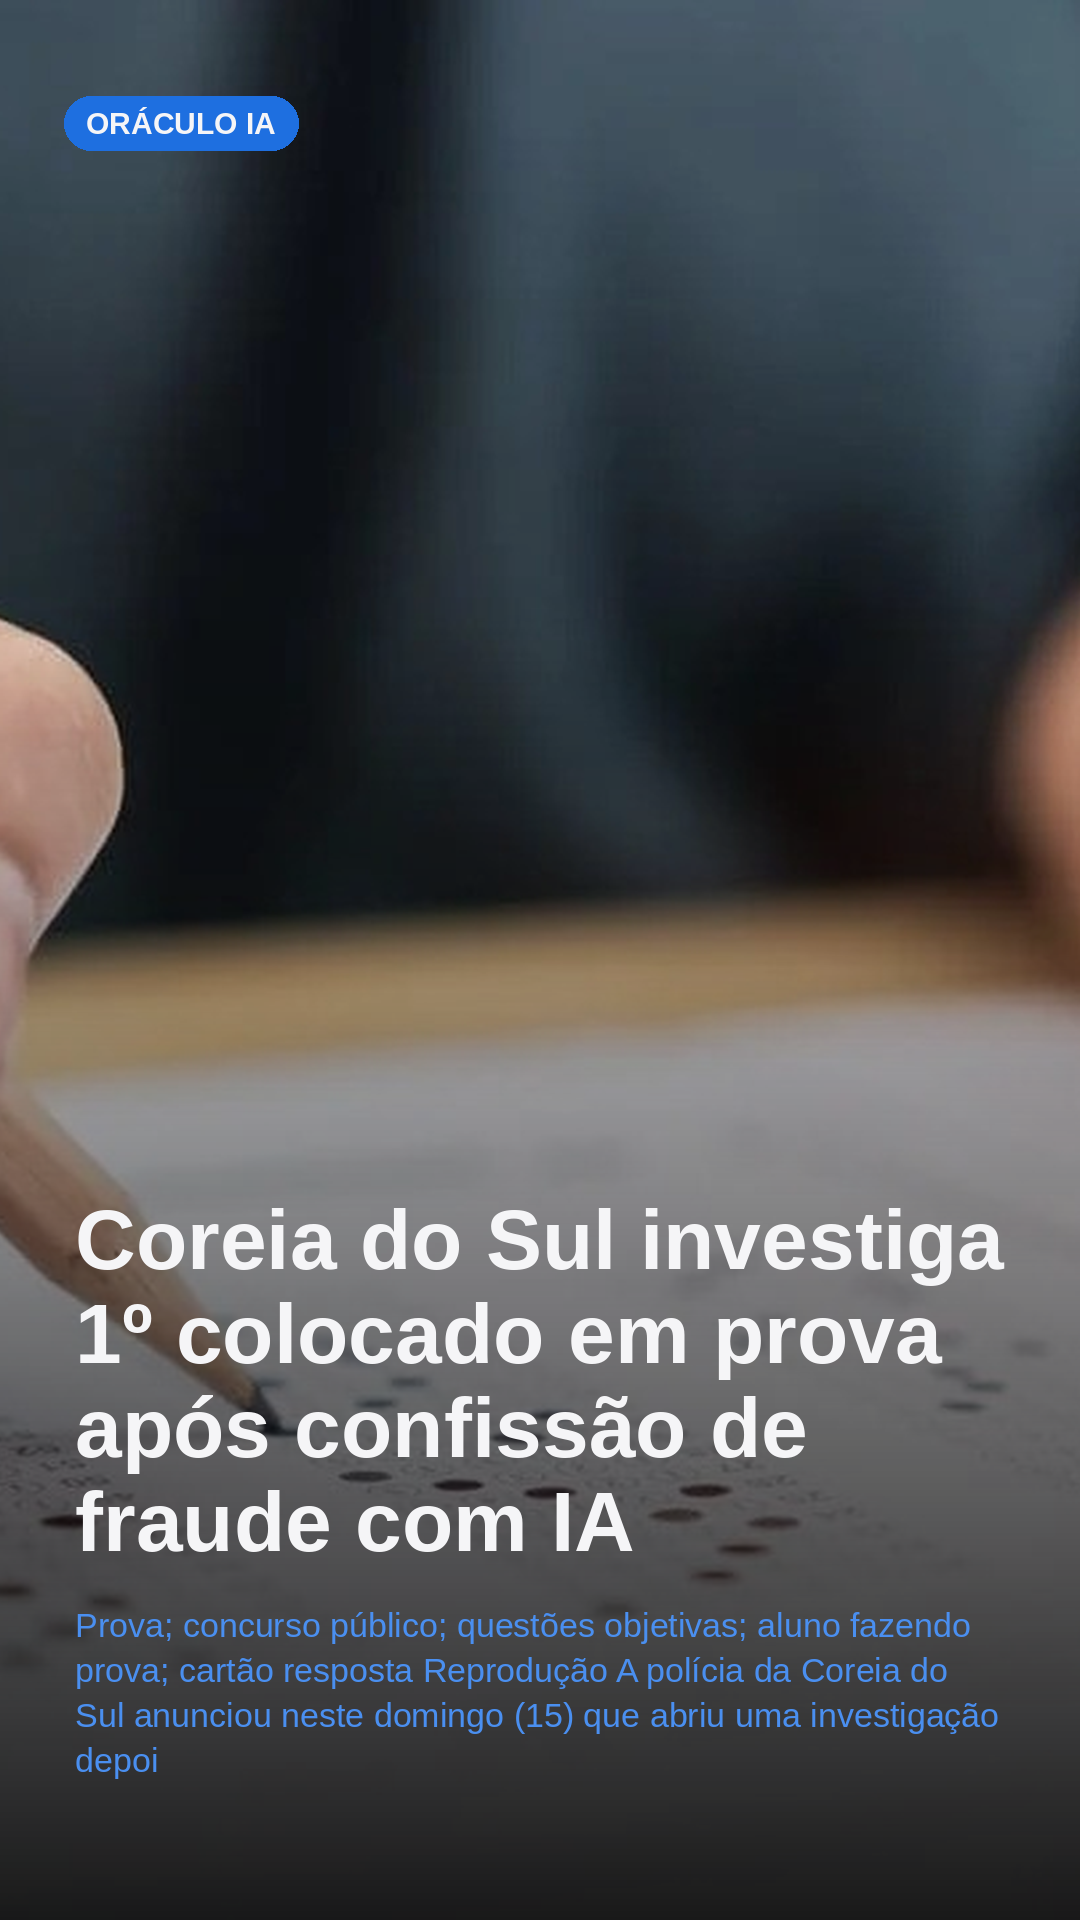 ORÁCULO IA
Coreia do Sul investiga
1º colocado em prova
após confissão de
fraude com IA
Prova; concurso público; questões objetivas; aluno fazendo
prova; cartão resposta Reprodução A polícia da Coreia do
Sul anunciou neste domingo (15) que abriu uma investigação
depoi